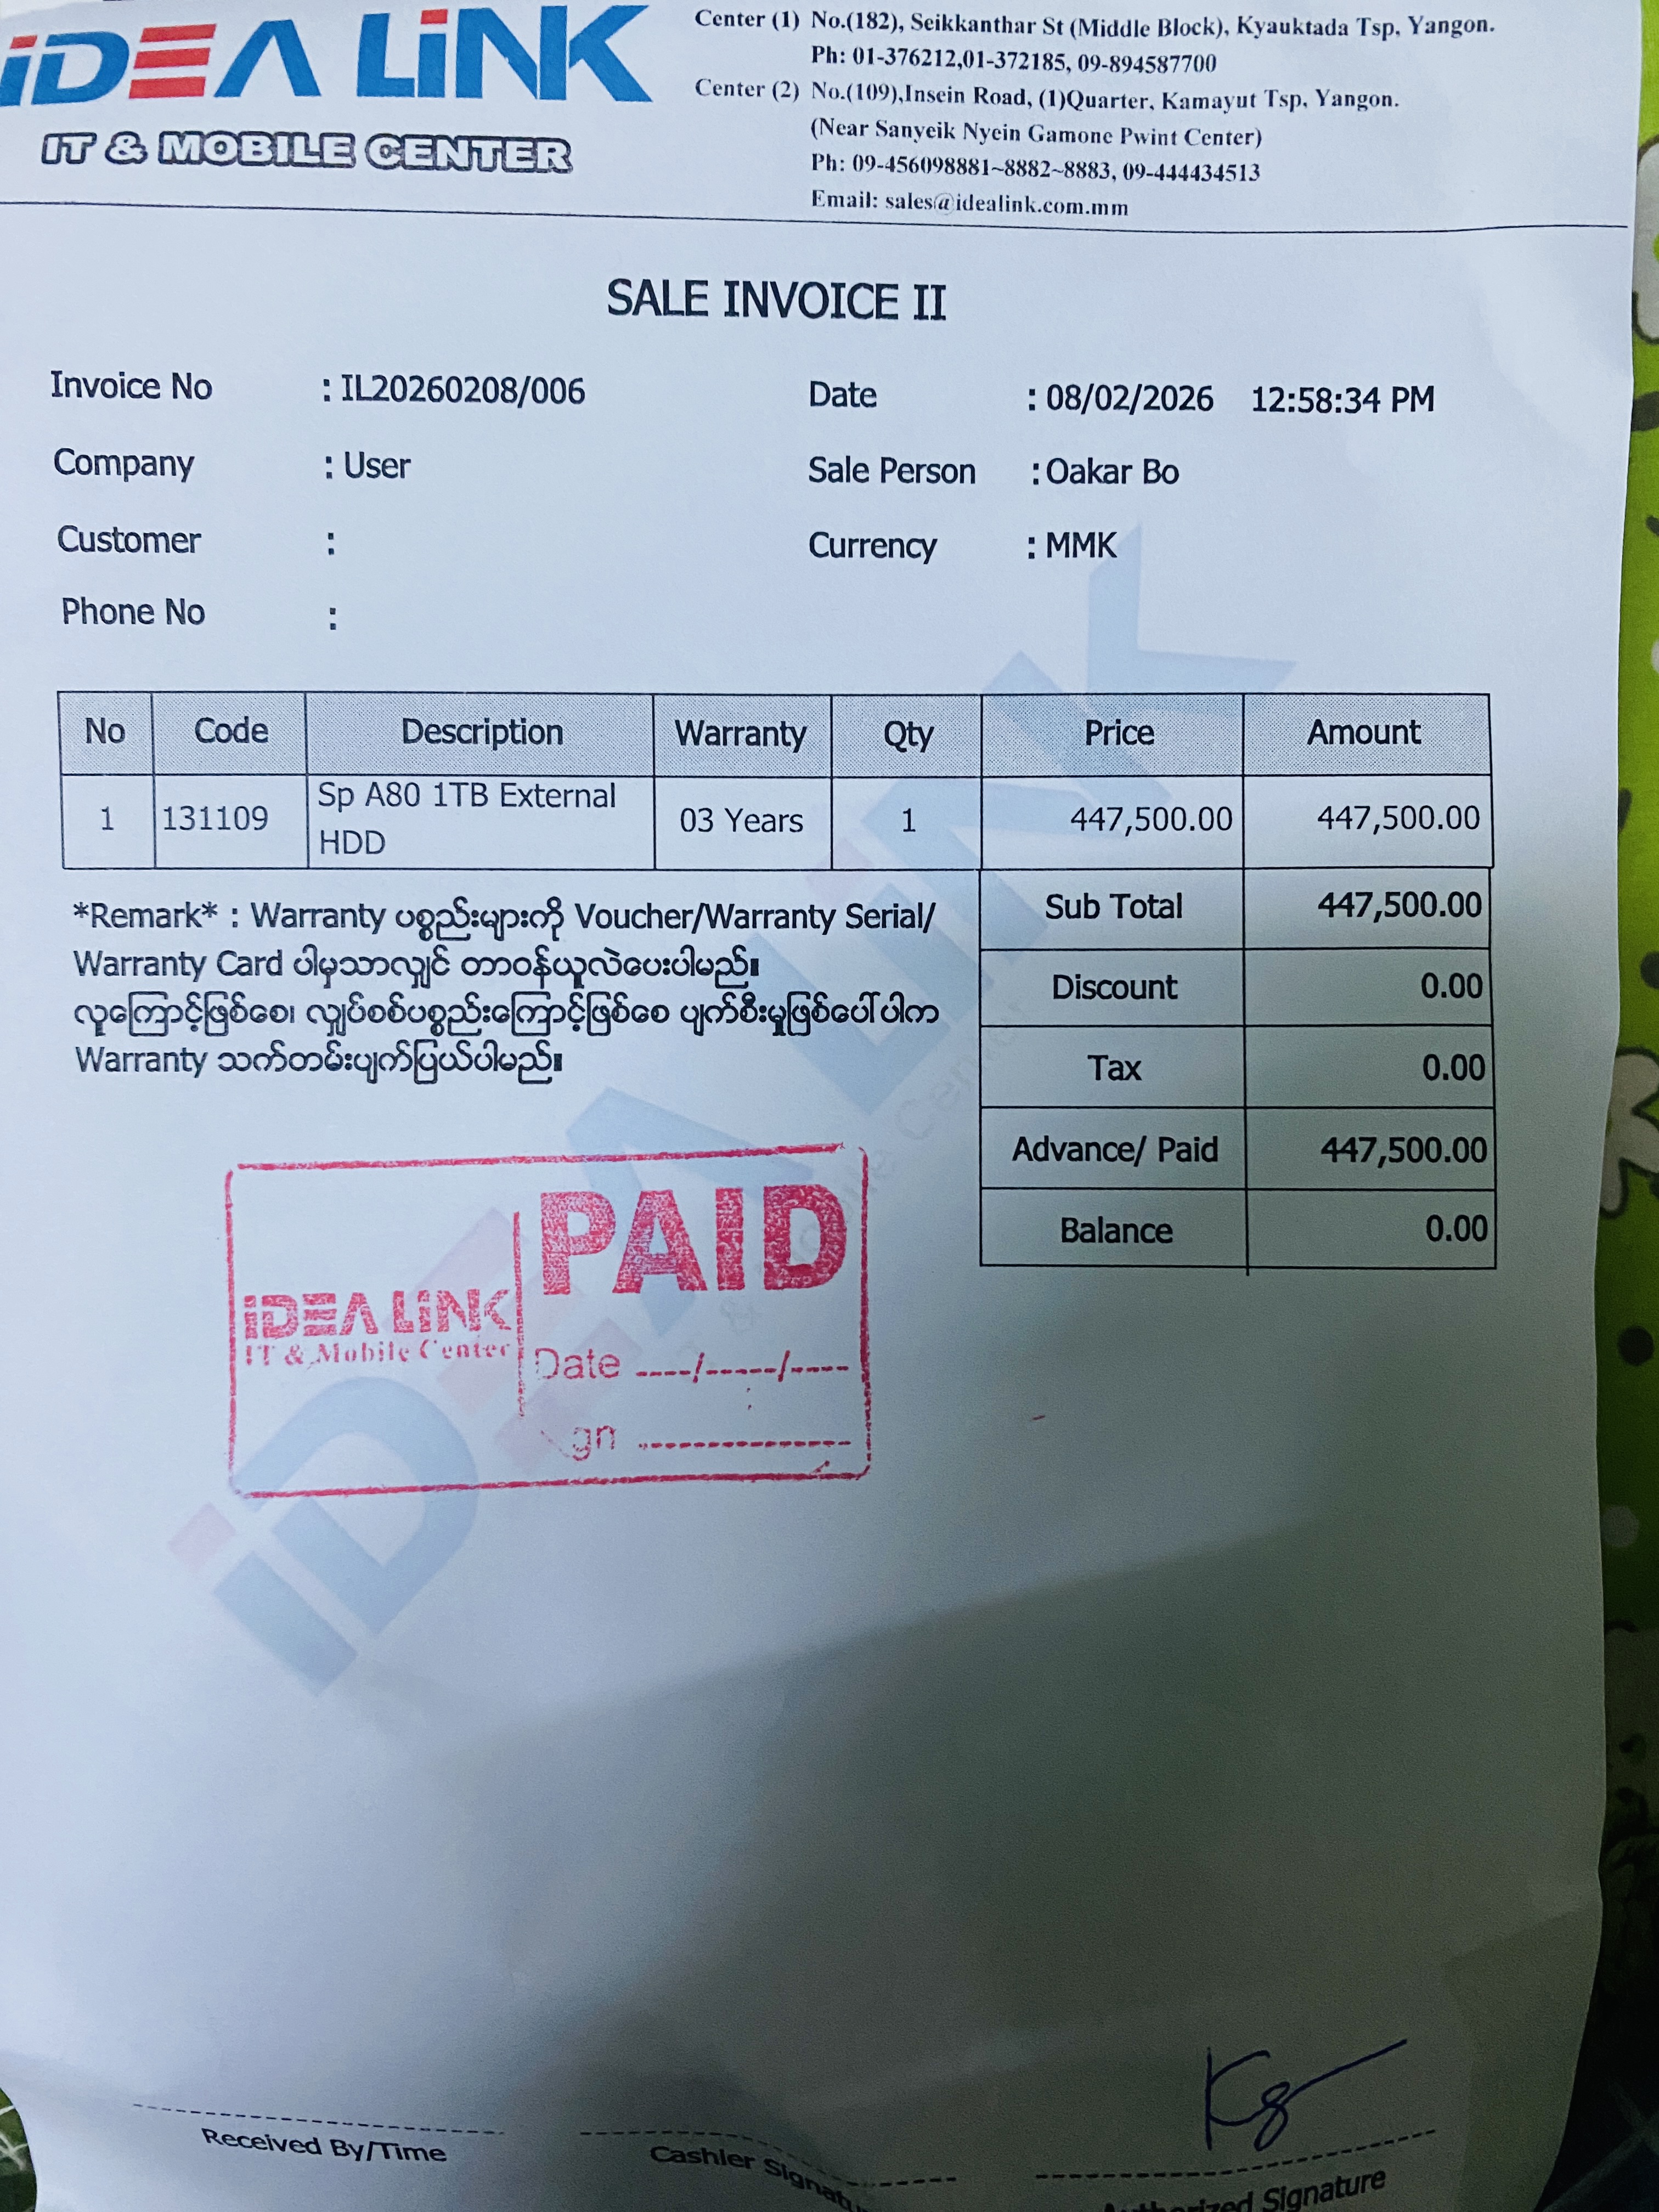 iDEA LiNK
IT & MOBILE CENTER
Center (1) No.(182), Seikkanthar St (Middle Block), Kyauktada Tsp, Yangon.
Ph: 01-376212,01-372185, 09-894587700
Center (2) No.(109),Insein Road, (1)Quarter, Kamayut Tsp, Yangon.
(Near Sanyeik Nyein Gamone Pwint Center)
Ph: 09-456098881~8882~8883, 09-444434513
Email: sales@idealink.com.mm
SALE INVOICE II
Invoice No : IL20260208/006 Date : 08/02/2026 12:58:34 PM
Company : User Sale Person : Oakar Bo
Customer : Currency : MMK
Phone No :
No Code Description Warranty Qty Price Amount
1 131109 Sp A80 1TB External HDD 03 Years 1 447,500.00 447,500.00
Sub Total 447,500.00
Discount 0.00
Tax 0.00
Advance/ Paid 447,500.00
Balance 0.00
*Remark* : Warranty ပစ္စည်းများကို Voucher/Warranty Serial/
Warranty Card ပါမှသာလျှင် တာဝန်ယူလဲပေးပါမည်။
လူကြောင့်ဖြစ်စေ၊ လျှပ်စစ်ပစ္စည်းကြောင့်ဖြစ်စေ ပျက်စီးမှုဖြစ်ပေါ်ပါက
Warranty သက်တမ်းပျက်ပြယ်ပါမည်။
iDEA LiNK
IT & Mobile Center
PAID
Date ----/-----/----
iDEA LiNK
Received By/Time
Cashier Signatu
Authorized Signature